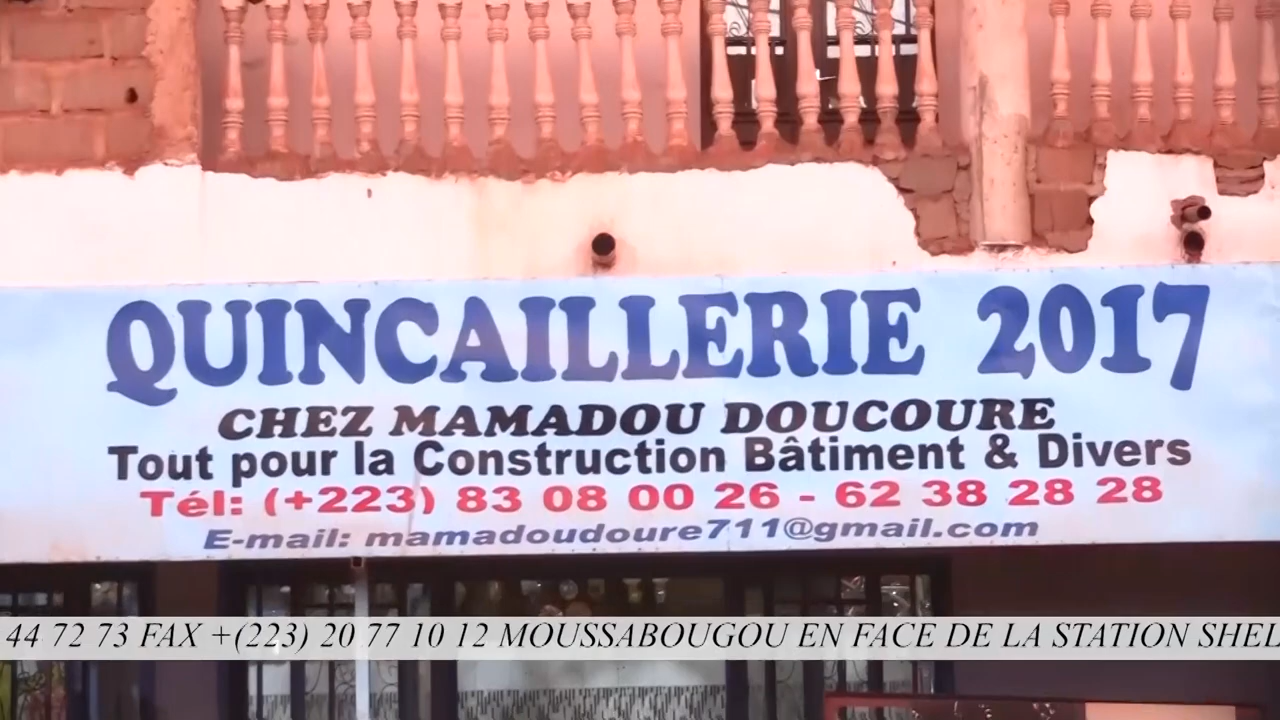 QUINCAILLERIE 2017
CHEZ MAMADOU DOUCOURE
Tout pour la Construction Bâtiment & Divers
Tél: (+223) 83 08 00 26 - 62 38 28 28
E-mail: mamadoudoure711@gmail.com
44 72 73 FAX +(223) 20 77 10 12 MOUSSABOUGOU EN FACE DE LA STATION SHEL